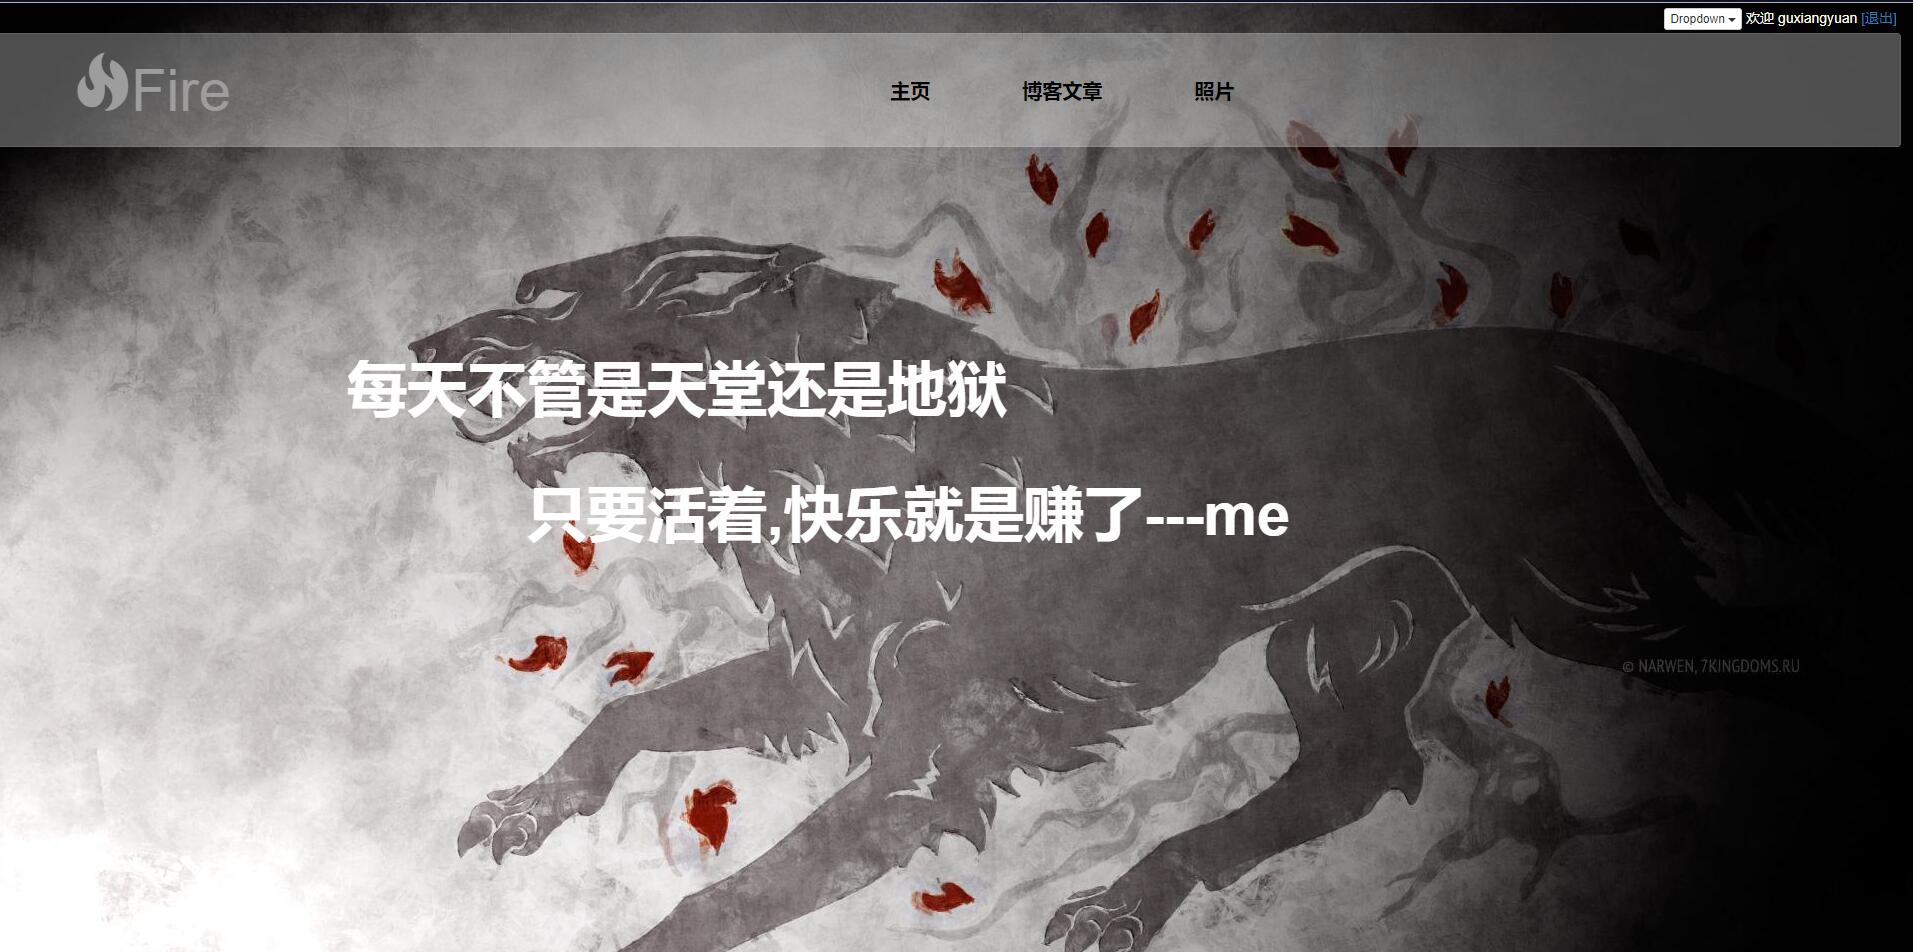 Dropdown 欢迎 guxiangyuan [退出]
Fire
主页 博客文章 照片
每天不管是天堂还是地狱
只要活着,快乐就是赚了---me
© NARWEN, 7KINGDOMS.RU